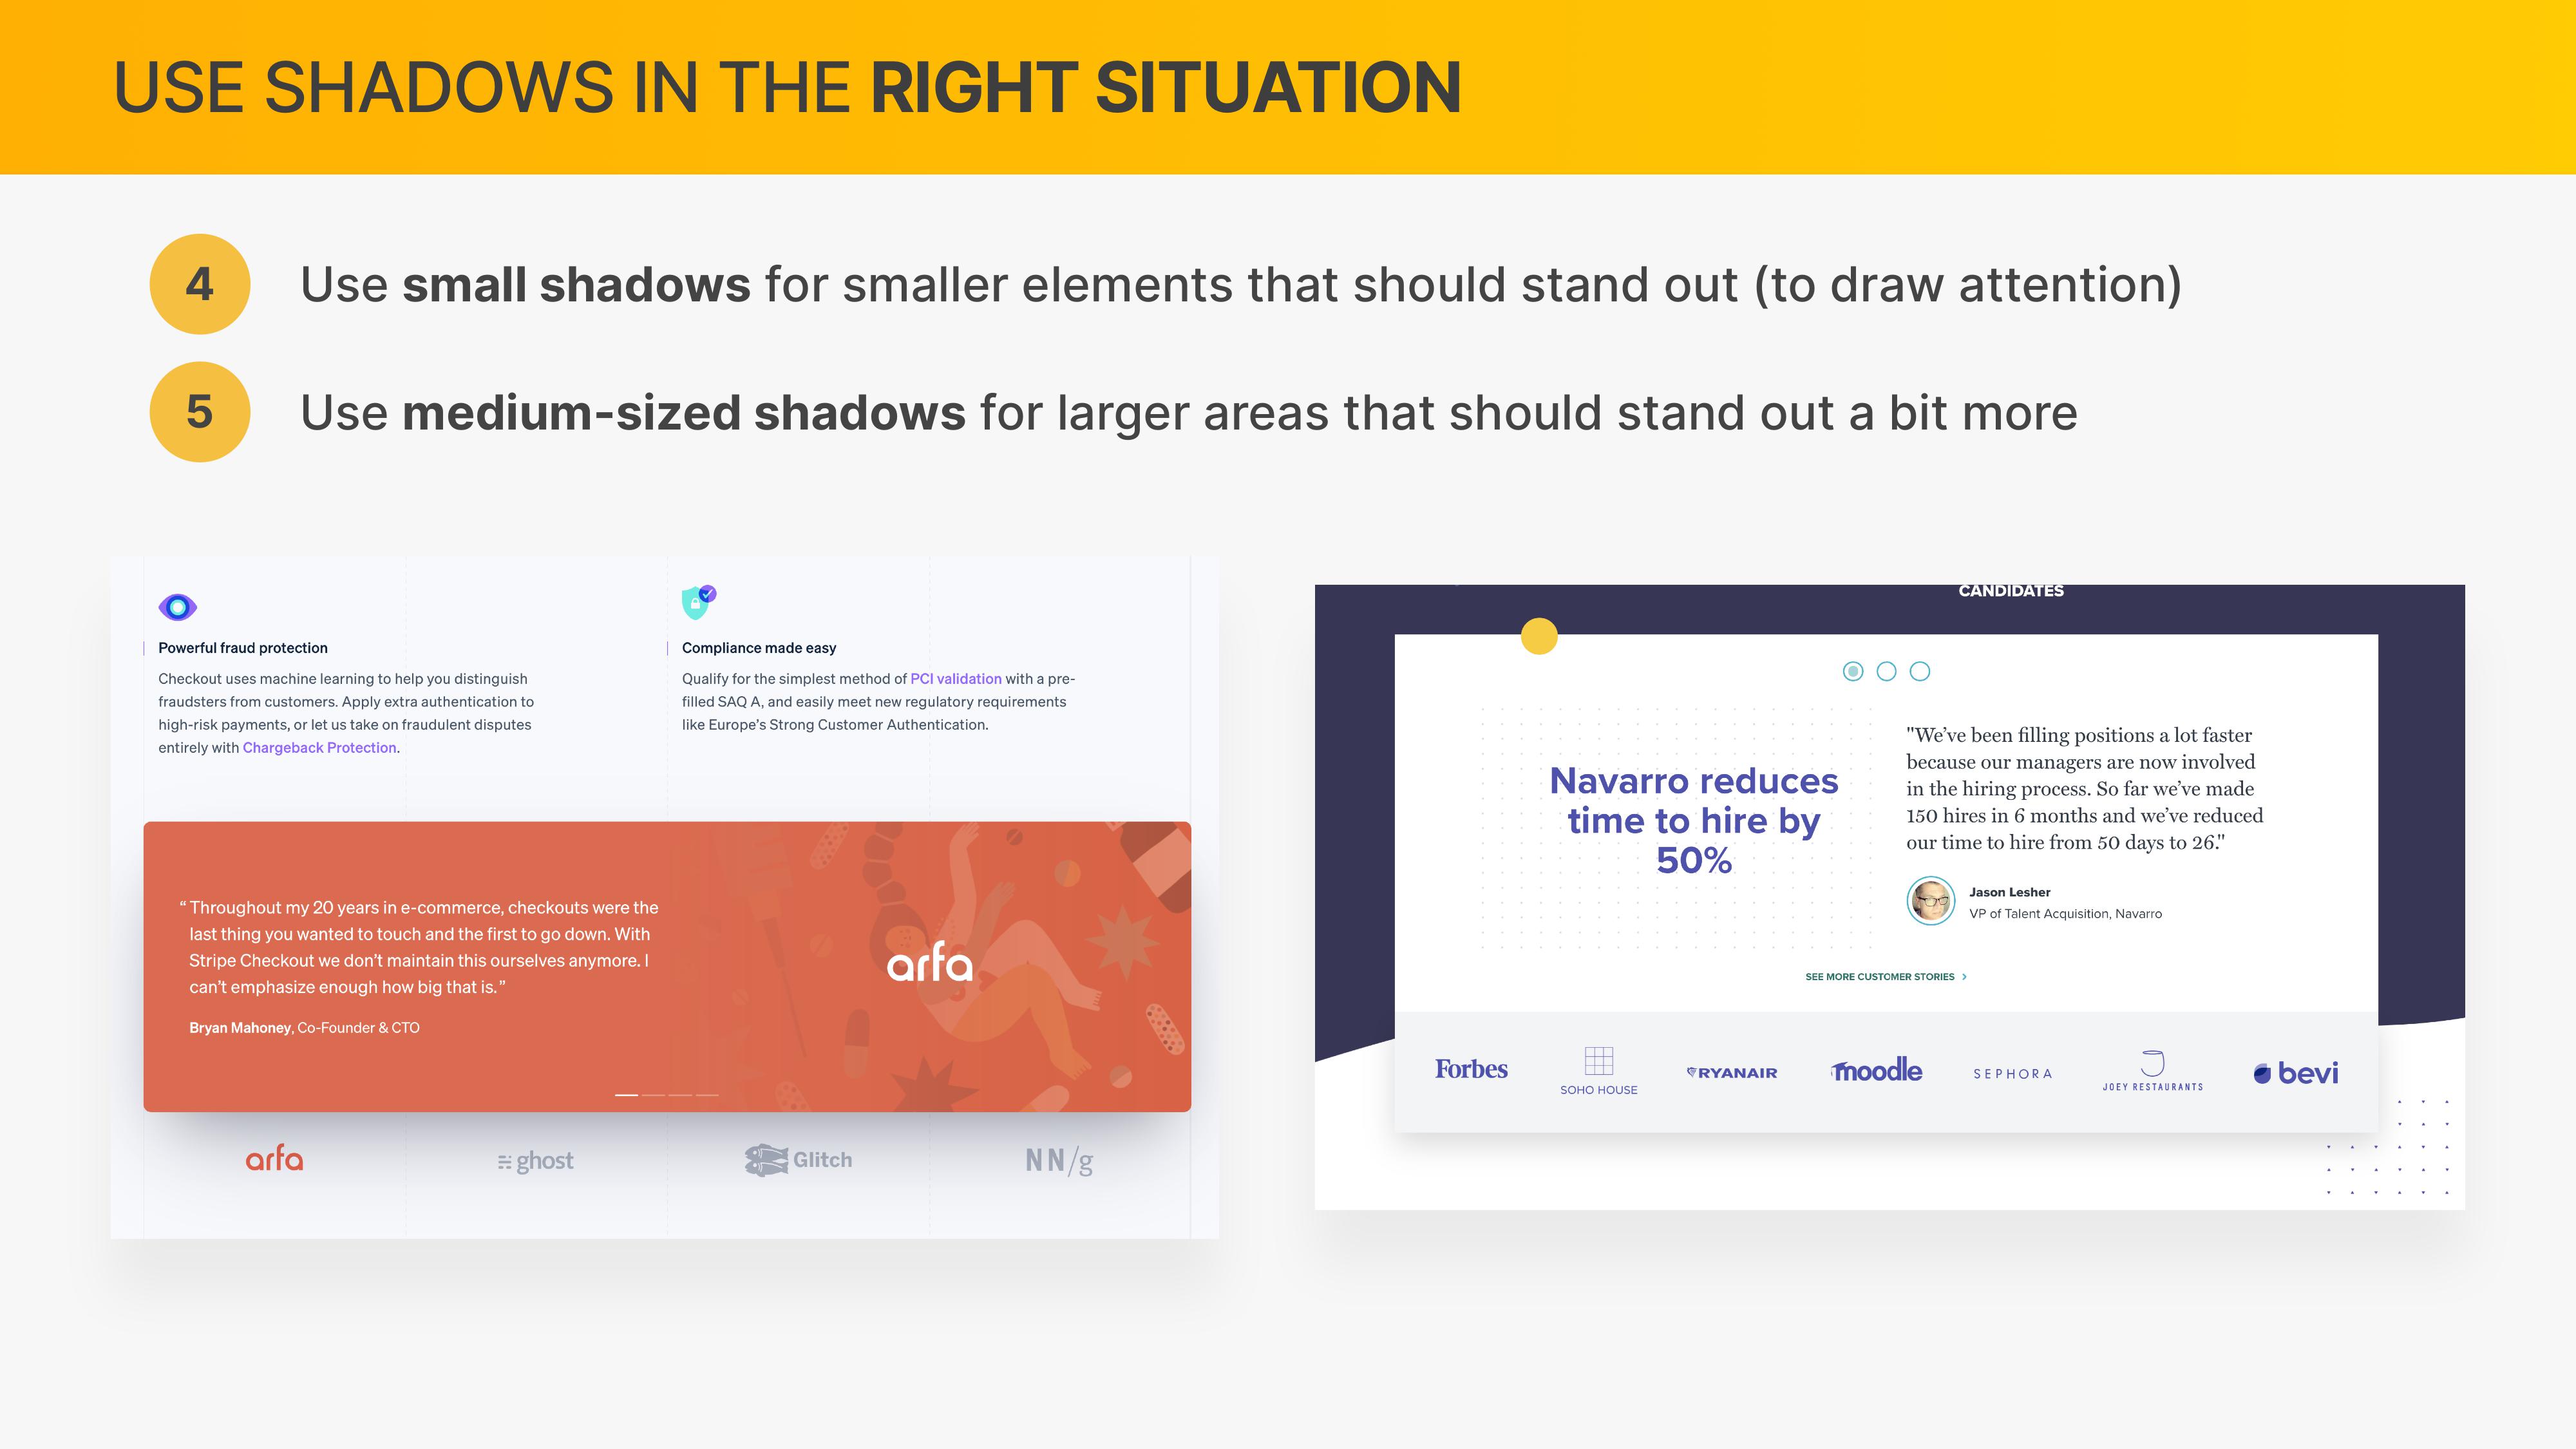 USE SHADOWS IN THE RIGHT SITUATION
4
Use small shadows for smaller elements that should stand out (to draw attention)
5
Use medium-sized shadows for larger areas that should stand out a bit more
Powerful fraud protection
Checkout uses machine learning to help you distinguish
fraudsters from customers. Apply extra authentication to
high-risk payments, or let us take on fraudulent disputes
entirely with Chargeback Protection.
Compliance made easy
Qualify for the simplest method of PCI validation with a pre-
filled SAQ A, and easily meet new regulatory requirements
like Europe’s Strong Customer Authentication.
“Throughout my 20 years in e-commerce, checkouts were the
last thing you wanted to touch and the first to go down. With
Stripe Checkout we don’t maintain this ourselves anymore. I
can’t emphasize enough how big that is.”
Bryan Mahoney, Co-Founder & CTO
arfa
arfa
ghost
Glitch
NN/g
CANDIDATES
Navarro reduces
time to hire by
50%
"We’ve been filling positions a lot faster
because our managers are now involved
in the hiring process. So far we’ve made
150 hires in 6 months and we’ve reduced
our time to hire from 50 days to 26."
Jason Lesher
VP of Talent Acquisition, Navarro
SEE MORE CUSTOMER STORIES
Forbes
SOHO HOUSE
RYANAIR
moodle
SEPHORA
JOEY RESTAURANTS
bevi